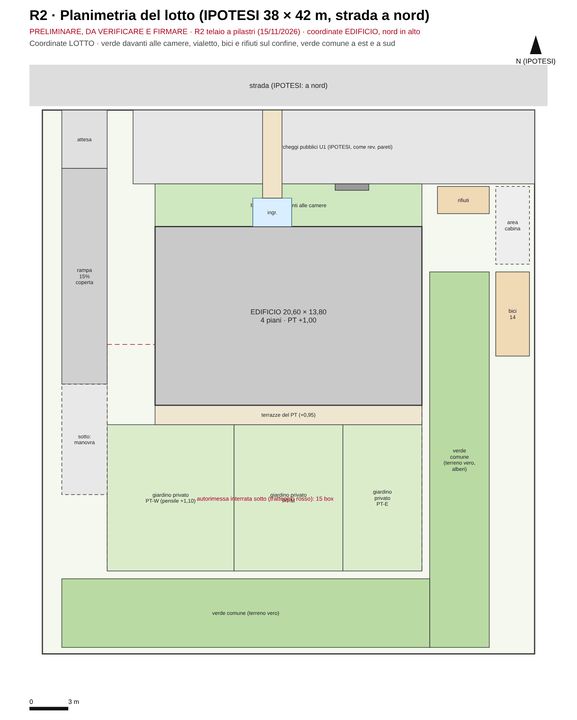 R2 · Planimetria del lotto (IPOTESI 38 × 42 m, strada a nord)
PRELIMINARE, DA VERIFICARE E FIRMARE · R2 telaio a pilastri (15/11/2026) · coordinate EDIFICIO, nord in alto
Coordinate LOTTO · verde davanti alle camere, vialetto, bici e rifiuti sul confine, verde comune a est e a sud
N (IPOTESI)
strada (IPOTESI: a nord)
attesa
cheggi pubblici U1 (IPOTESI, come rev. pareti)
nti alle camere
ingr.
rifiuti
area
cabina
rampa
15%
coperta
EDIFICIO 20,60 × 13,80
4 piani · PT +1,00
bici
14
terrazze del PT (+0,95)
sotto:
manovra
verde
comune
(terreno vero,
alberi)
giardino privato
PT-W (pensile +1,10)
giardino privato
giardino
privato
PT-E
autorimessa interrata sotto (tratteggio rosso): 15 box
verde comune (terreno vero)
0 3 m